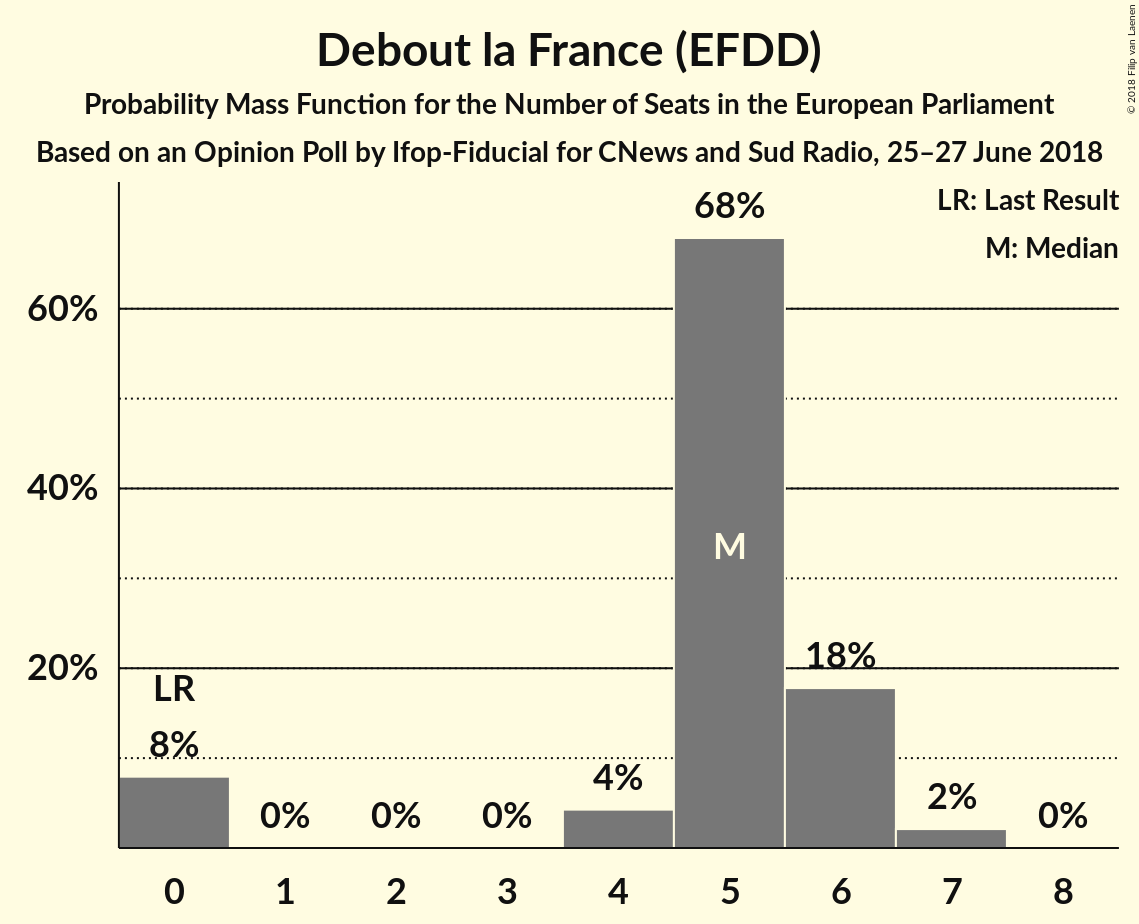 Debout la France (EFDD)
Probability Mass Function for the Number of Seats in the European Parliament
Based on an Opinion Poll by Ifop-Fiducial for CNews and Sud Radio, 25–27 June 2018
© 2018 Filip van Laenen
LR: Last Result
M: Median
68%
60%
40%
M
20%
18%
LR
8%
0%
0%
0%
4%
2%
0%
0 1 2 3 4 5 6 7 8